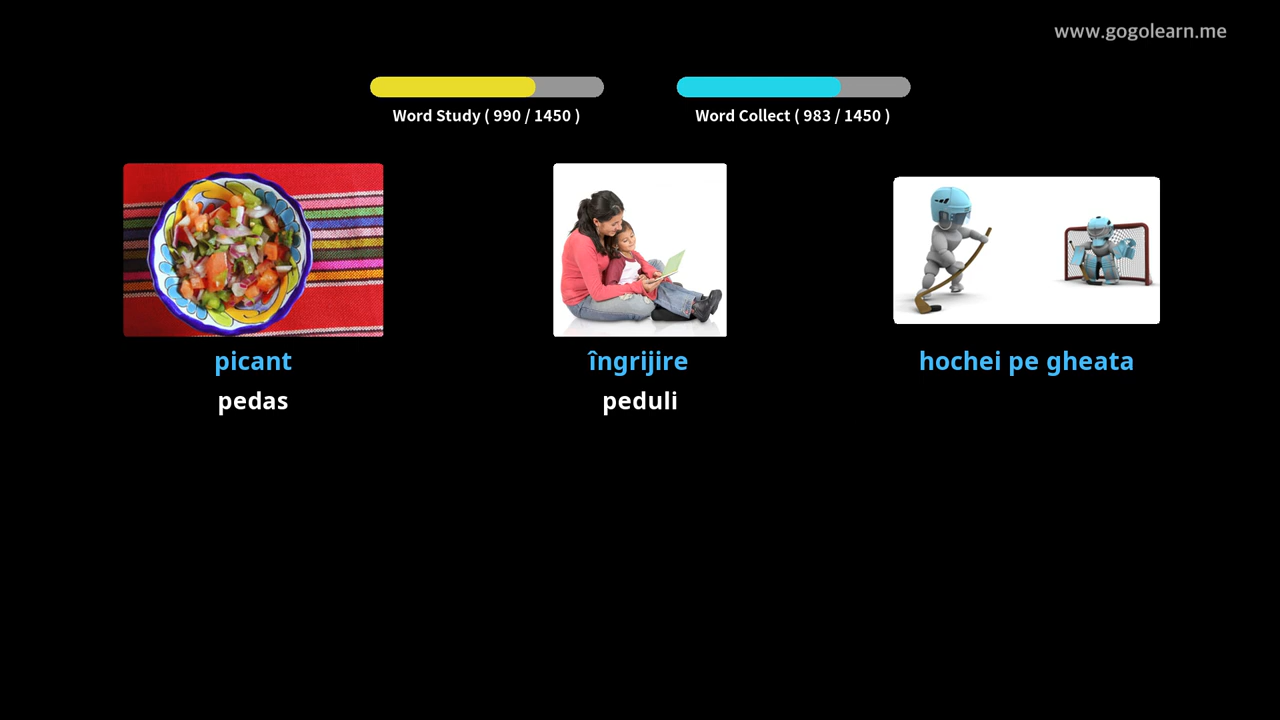 www.gogolearn.me
Word Study ( 990 / 1450 )
Word Collect ( 983 / 1450 )
picant
îngrijire
hochei pe gheata
pedas
peduli